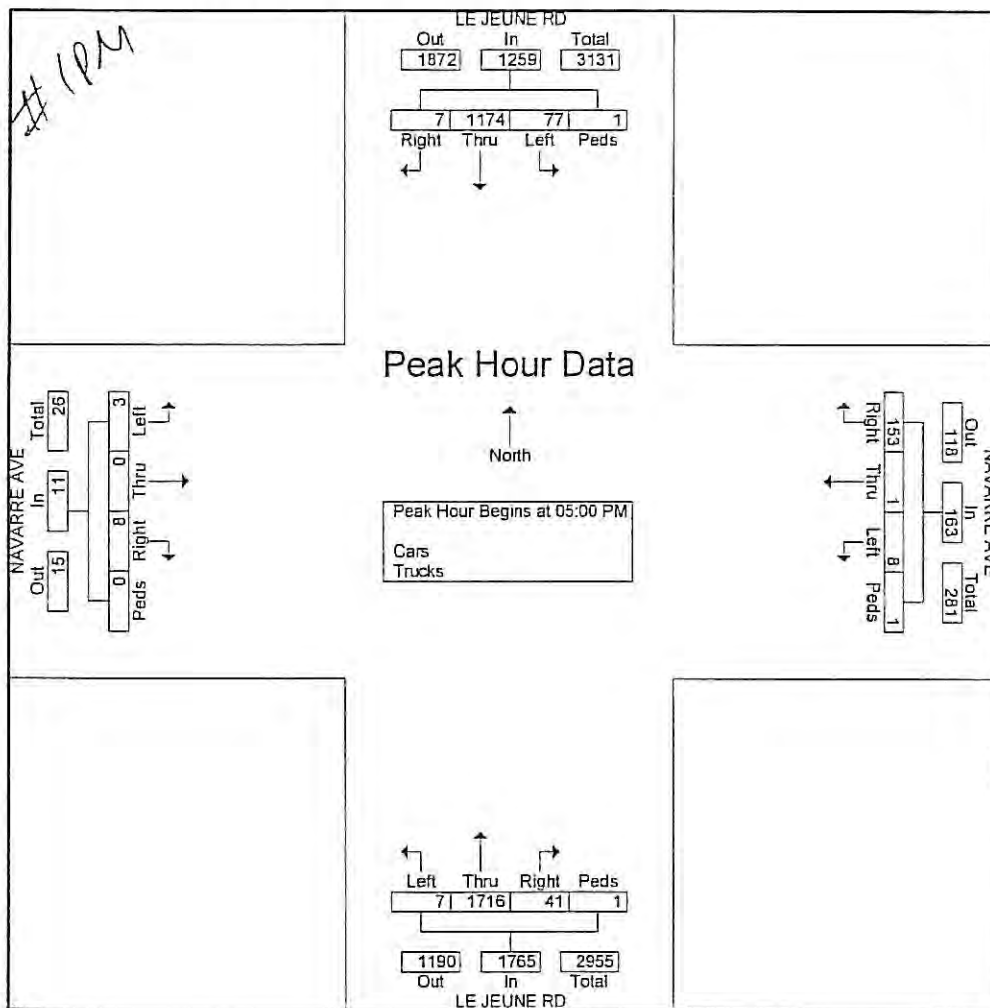 # 1PM
LE JEUNE RD
Out In Total
1872 1259 3131
7 1174 77 1
Right Thru Left Peds
Peak Hour Data
North
Peak Hour Begins at 05:00 PM
Cars
Trucks
NAVARRE AVE
Out In Total
15 11 26
3 0 8 0
Left Thru Right Peds
NAVARRE AVE
Out In Total
118 163 281
153 1 8 1
Right Thru Left Peds
Left Thru Right Peds
7 1716 41 1
1190 1765 2955
Out In Total
LE JEUNE RD